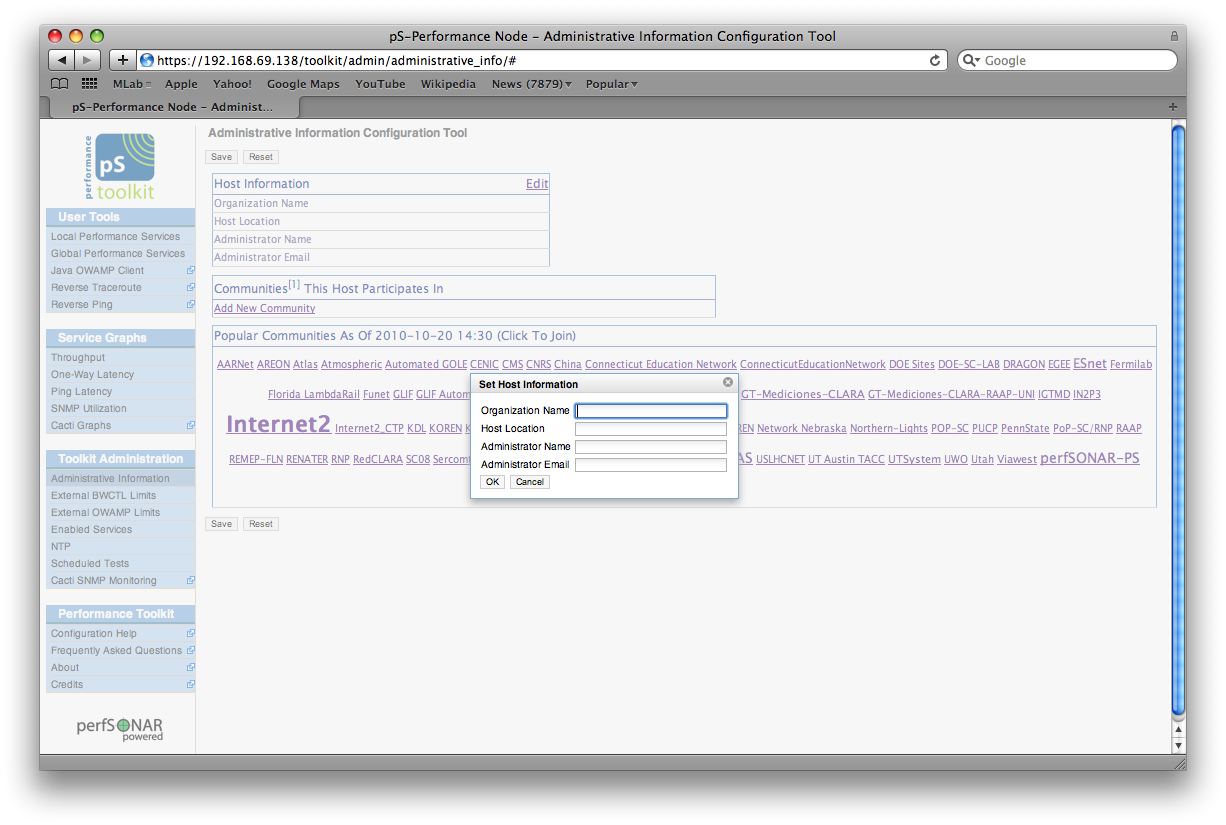 pS-Performance Node – Administrative Information Configuration Tool
https://192.168.69.138/toolkit/admin/administrative_info/#
Google
MLab Apple Yahoo! Google Maps YouTube Wikipedia News (7879) Popular
pS-Performance Node – Administ...
performance
pS
toolkit
User Tools
Local Performance Services
Global Performance Services
Java OWAMP Client
Reverse Traceroute
Reverse Ping
Service Graphs
Throughput
One-Way Latency
Ping Latency
SNMP Utilization
Cacti Graphs
Toolkit Administration
Administrative Information
External BWCTL Limits
External OWAMP Limits
Enabled Services
NTP
Scheduled Tests
Cacti SNMP Monitoring
Performance Toolkit
Configuration Help
Frequently Asked Questions
About
Credits
perfSONAR
powered
Administrative Information Configuration Tool
Save Reset
Host Information Edit
Organization Name
Host Location
Administrator Name
Administrator Email
Communities[1] This Host Participates In
Add New Community
Popular Communities As Of 2010-10-20 14:30 (Click To Join)
AARNet AREON Atlas Atmospheric Automated GOLE CENIC CMS CNRS China Connecticut Education Network ConnecticutEducationNetwork DOE Sites DOE-SC-LAB DRAGON EGEE ESnet Fermilab
Florida LambdaRail Funet GLIF GLIF Autom GT-Mediciones-CLARA GT-Mediciones-CLARA-RAAP-UNI IGTMD IN2P3
Internet2 Internet2_CTP KDL KOREN K REN Network Nebraska Northern-Lights POP-SC PUCP PennState PoP-SC/RNP RAAP
REMEP-FLN RENATER RNP RedCLARA SC08 Sercomt AS USLHCNET UT Austin TACC UTSystem UWO Utah Viawest perfSONAR-PS
Set Host Information
Organization Name
Host Location
Administrator Name
Administrator Email
OK Cancel
Save Reset